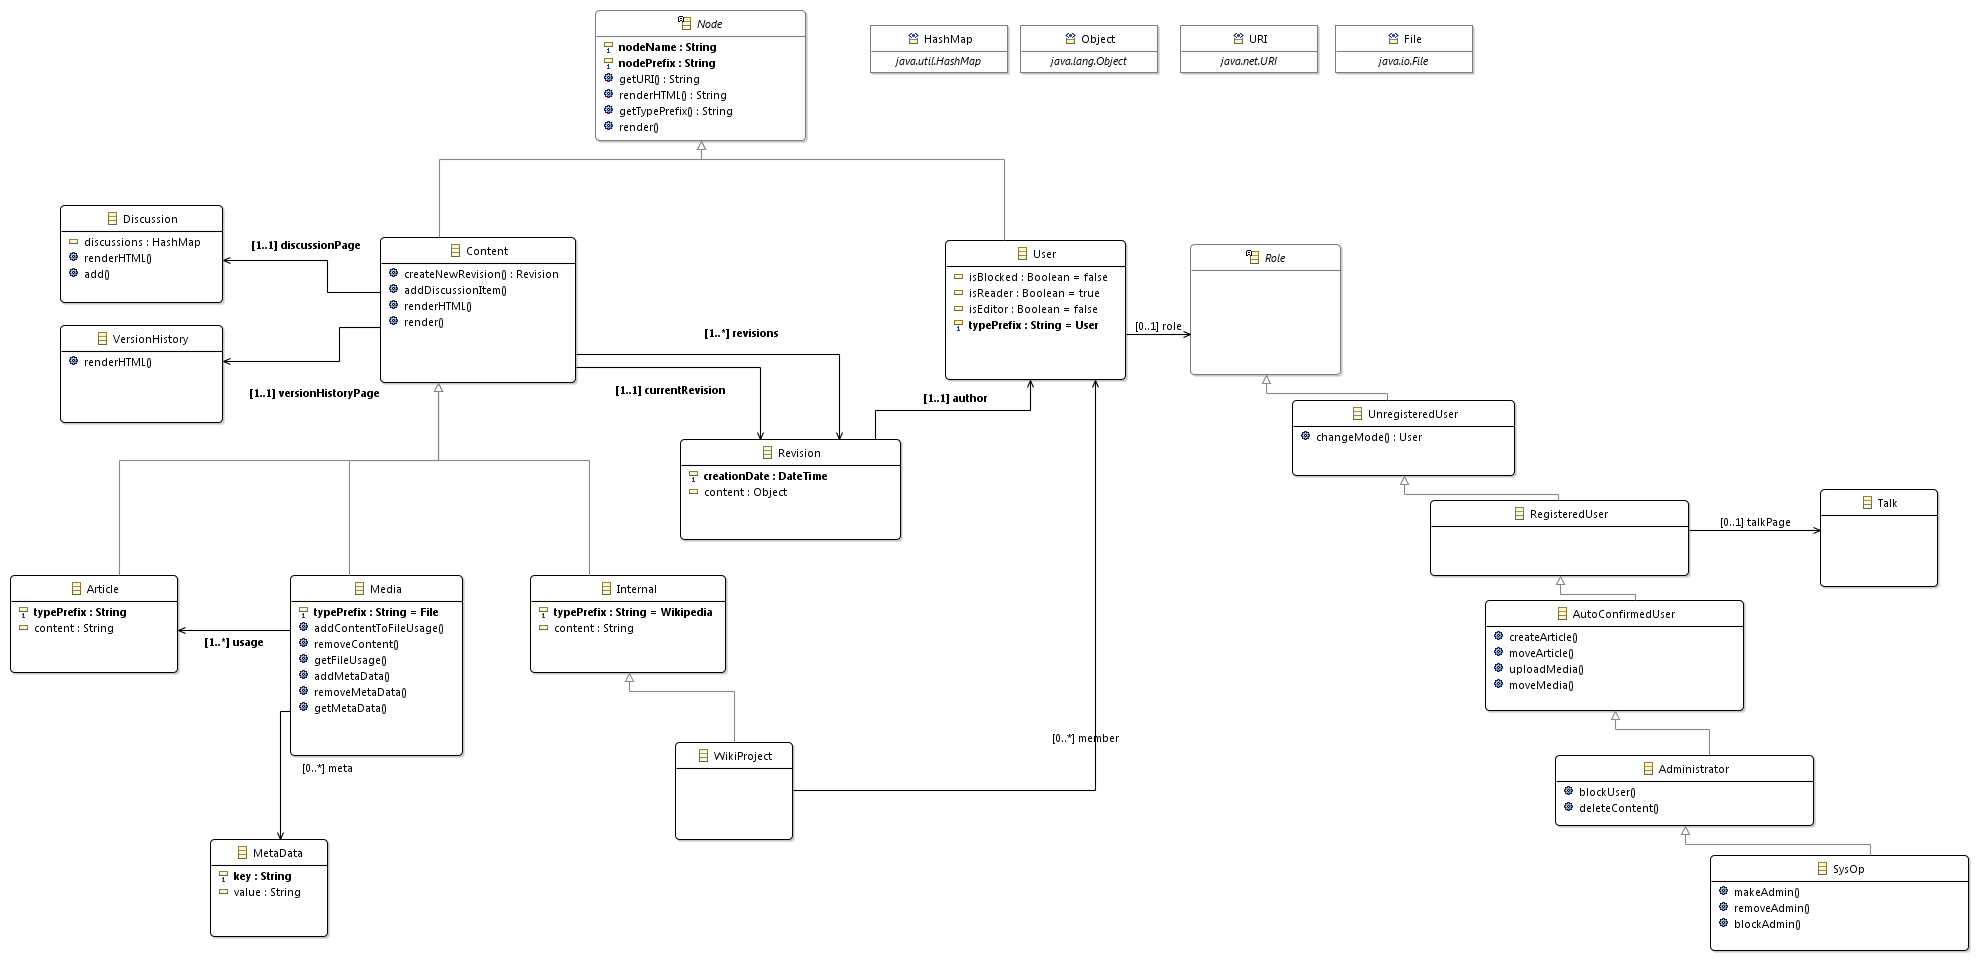 Node
nodeName : String
nodePrefix : String
getURI() : String
renderHTML() : String
getTypePrefix() : String
render()
HashMap
java.util.HashMap
Object
java.lang.Object
URI
java.net.URI
File
java.io.File
Discussion
discussions : HashMap
renderHTML()
add()
[1..1] discussionPage
Content
createNewRevision() : Revision
addDiscussionItem()
renderHTML()
render()
User
isBlocked : Boolean = false
isReader : Boolean = true
isEditor : Boolean = false
typePrefix : String = User
[0..1] role
Role
VersionHistory
renderHTML()
[1..1] versionHistoryPage
[1..*] revisions
[1..1] currentRevision
[1..1] author
UnregisteredUser
changeMode() : User
Revision
creationDate : DateTime
content : Object
RegisteredUser
[0..1] talkPage
Talk
Article
typePrefix : String
content : String
[1..*] usage
Media
typePrefix : String = File
addContentToFileUsage()
removeContent()
getFileUsage()
addMetaData()
removeMetaData()
getMetaData()
Internal
typePrefix : String = Wikipedia
content : String
AutoConfirmedUser
createArticle()
moveArticle()
uploadMedia()
moveMedia()
[0..*] meta
WikiProject
[0..*] member
Administrator
blockUser()
deleteContent()
MetaData
key : String
value : String
SysOp
makeAdmin()
removeAdmin()
blockAdmin()